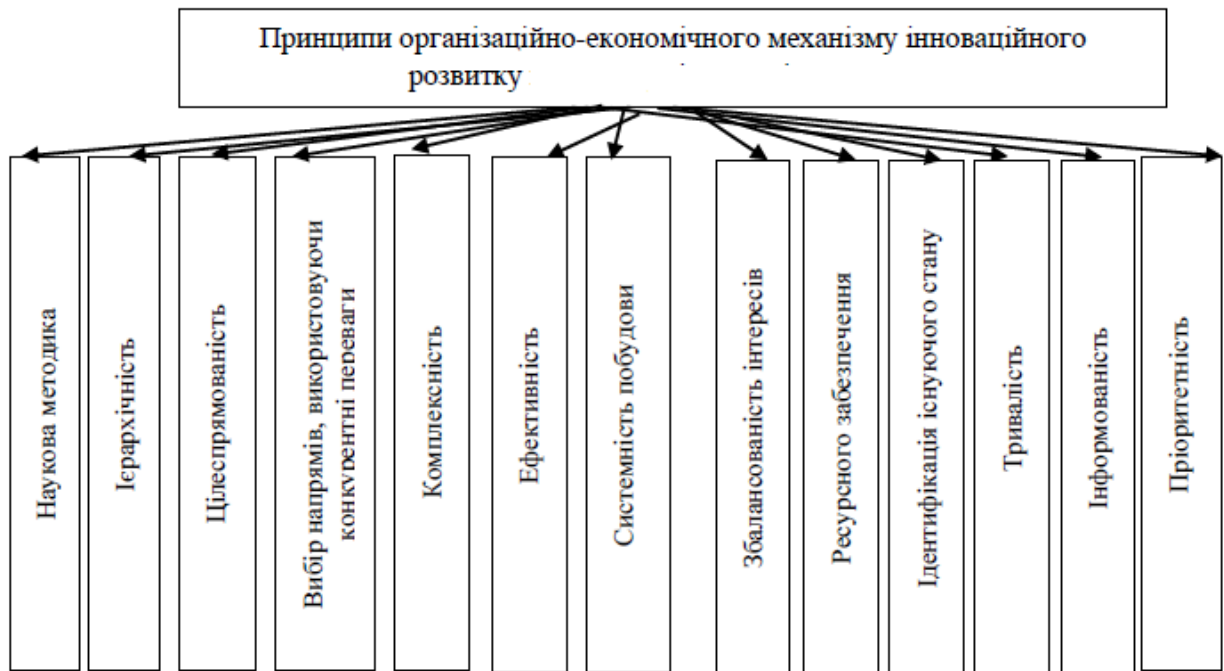 Принципи організаційно-економічного механізму інноваційного
розвитку
Наукова методика
Ієрархічність
Цілеспрямованість
Вибір напрямів, використовуючи
конкурентні переваги
Комплексність
Ефективність
Системність побудови
Збалансованість інтересів
Ресурсного забезпечення
Ідентифікація існуючого стану
Тривалість
Інформованість
Пріоритетність